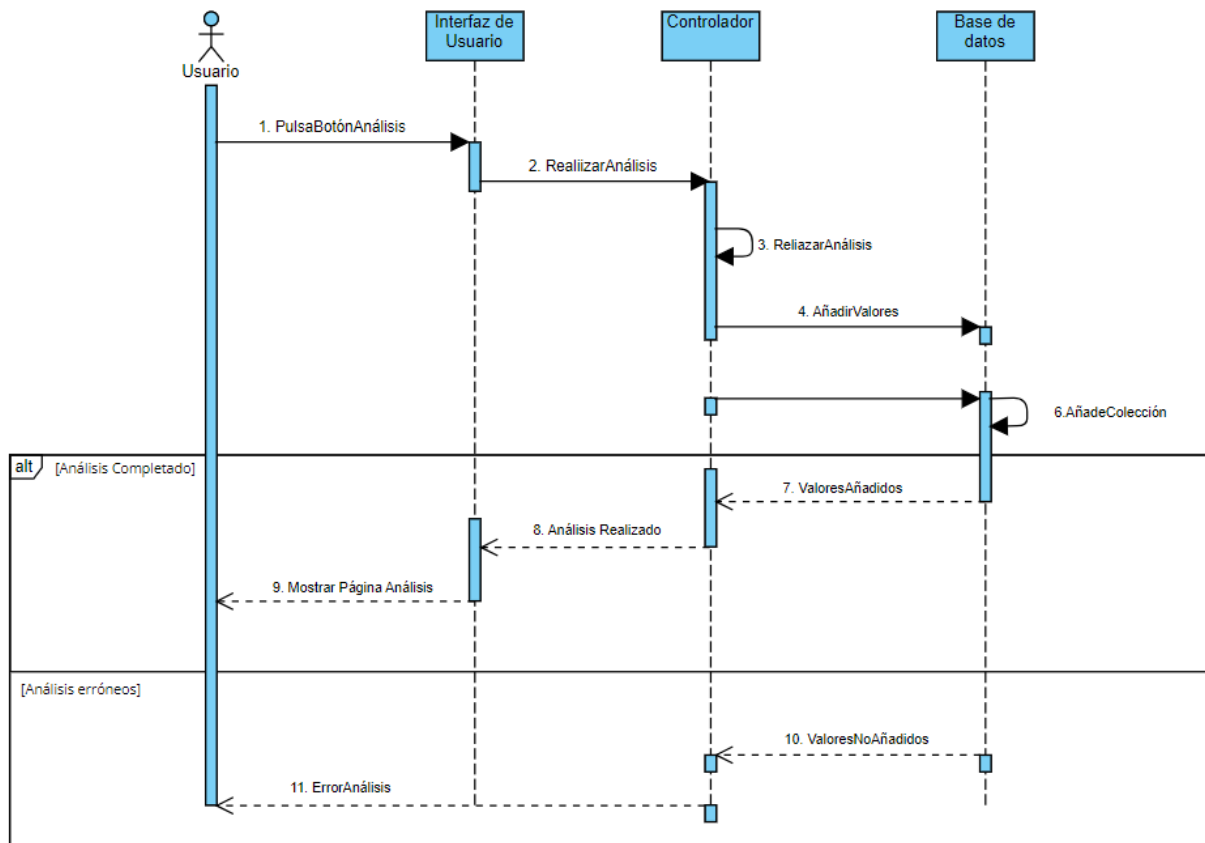 Usuario
Interfaz de
Usuario
Controlador
Base de
datos
1. PulsaBotónAnálisis
2. RealiizarAnálisis
3. ReliazarAnálisis
4. AñadirValores
6.AñadeColección
alt
[Análisis Completado]
7. ValoresAñadidos
8. Análisis Realizado
9. Mostrar Página Análisis
[Análisis erróneos]
10. ValoresNoAñadidos
11. ErrorAnálisis